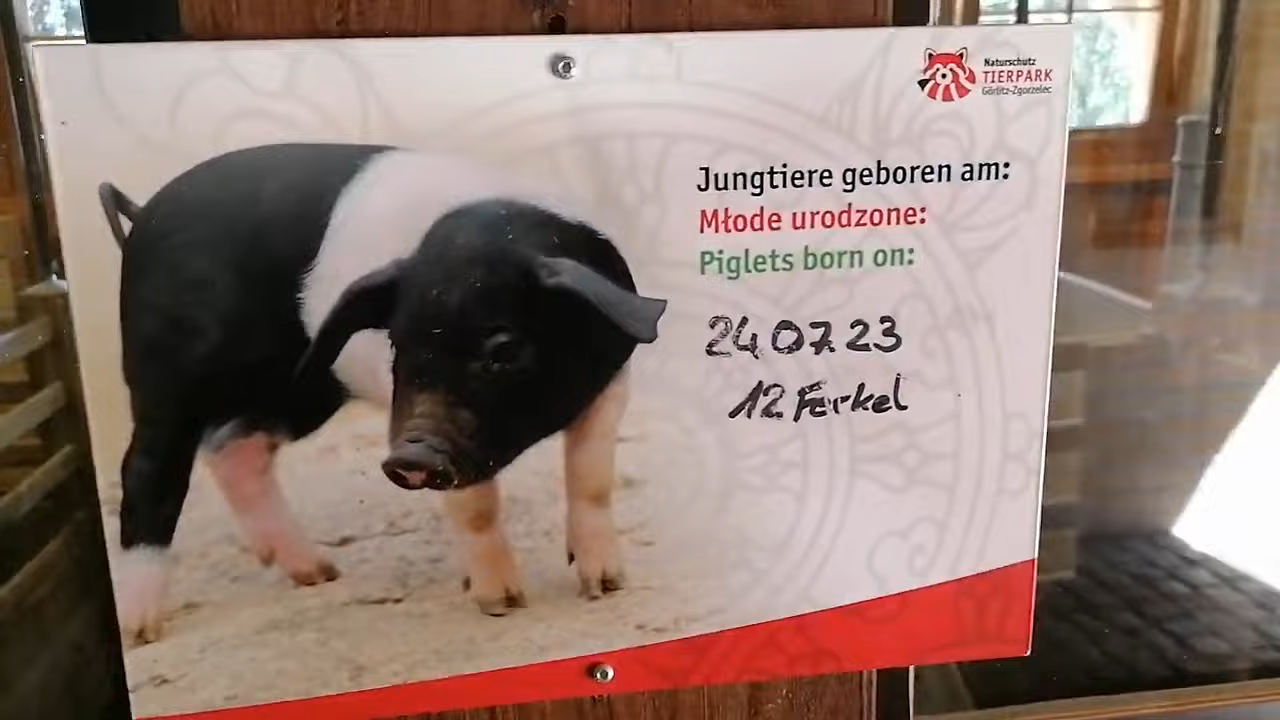 Naturschutz
TIERPARK
Görlitz-Zgorzelec
Jungtiere geboren am:
Młode urodzone:
Piglets born on:
24.07.23
12 Ferkel